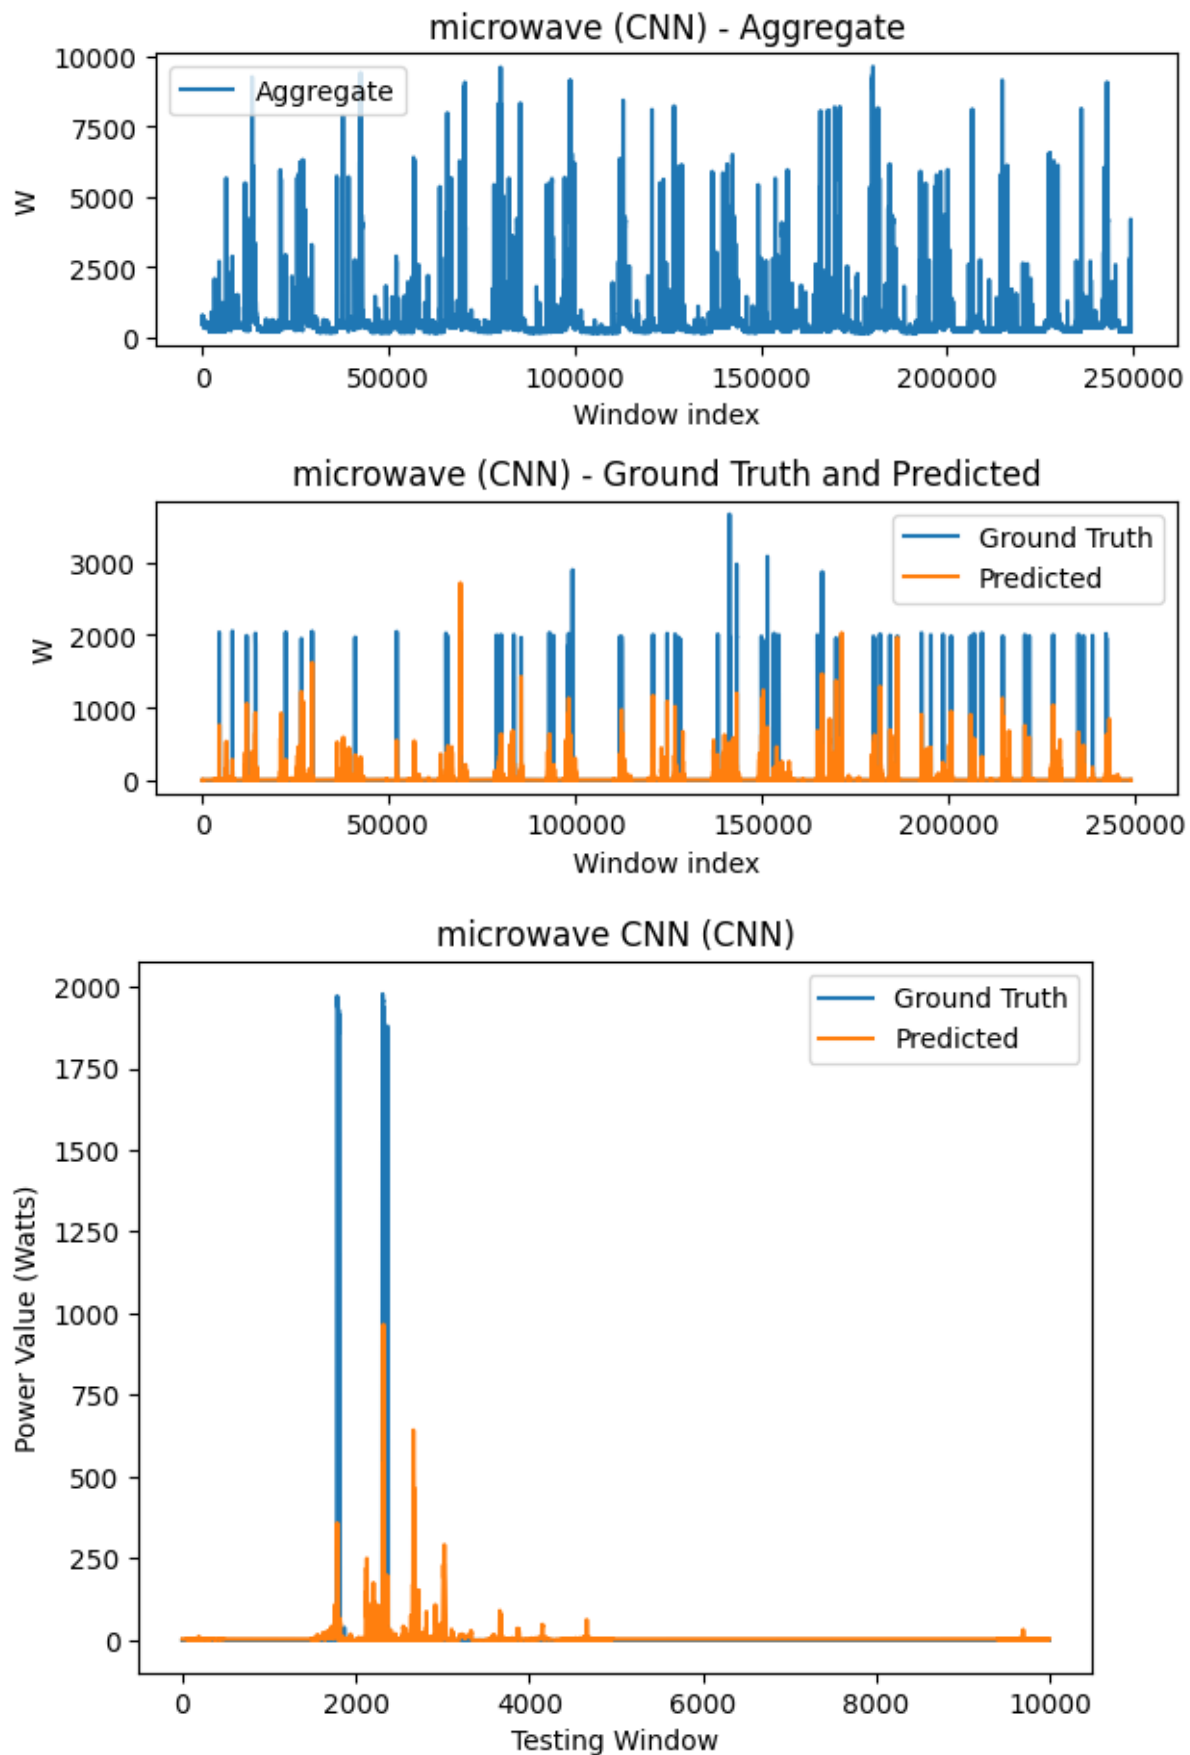 microwave (CNN) - Aggregate
10000
7500
5000
2500
0
W
Aggregate
0 50000 100000 150000 200000 250000
Window index
microwave (CNN) - Ground Truth and Predicted
3000
2000
1000
0
W
Ground Truth
Predicted
0 50000 100000 150000 200000 250000
Window index
microwave CNN (CNN)
2000
1750
1500
1250
1000
750
500
250
0
Power Value (Watts)
Ground Truth
Predicted
0 2000 4000 6000 8000 10000
Testing Window